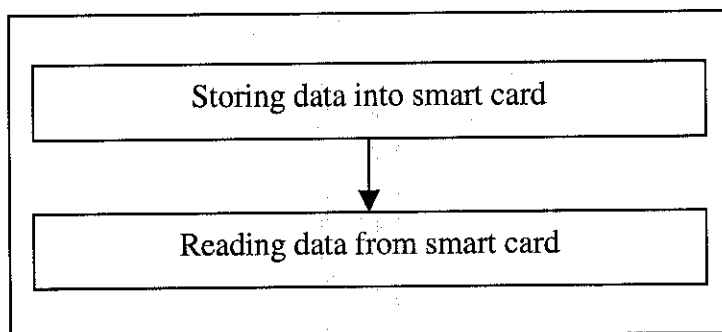 Storing data into smart card
Reading data from smart card